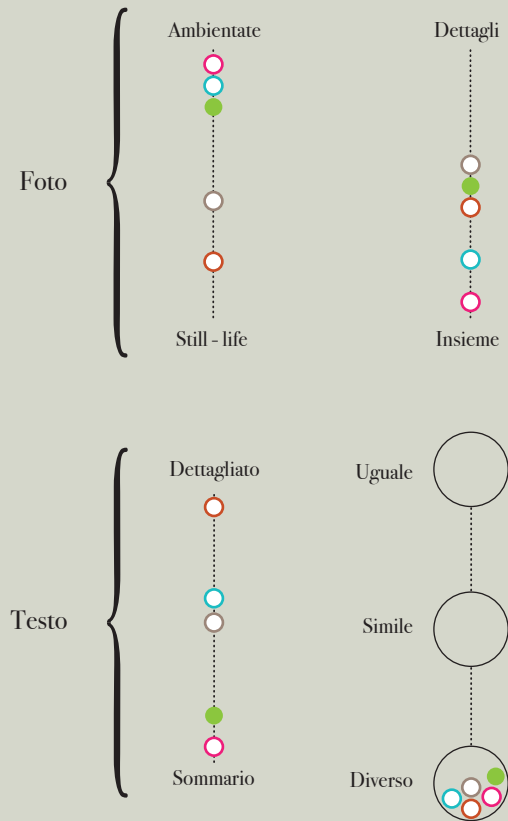 Ambientate
Dettagli
Foto
Still - life
Insieme
Dettagliato
Uguale
Testo
Simile
Sommario
Diverso